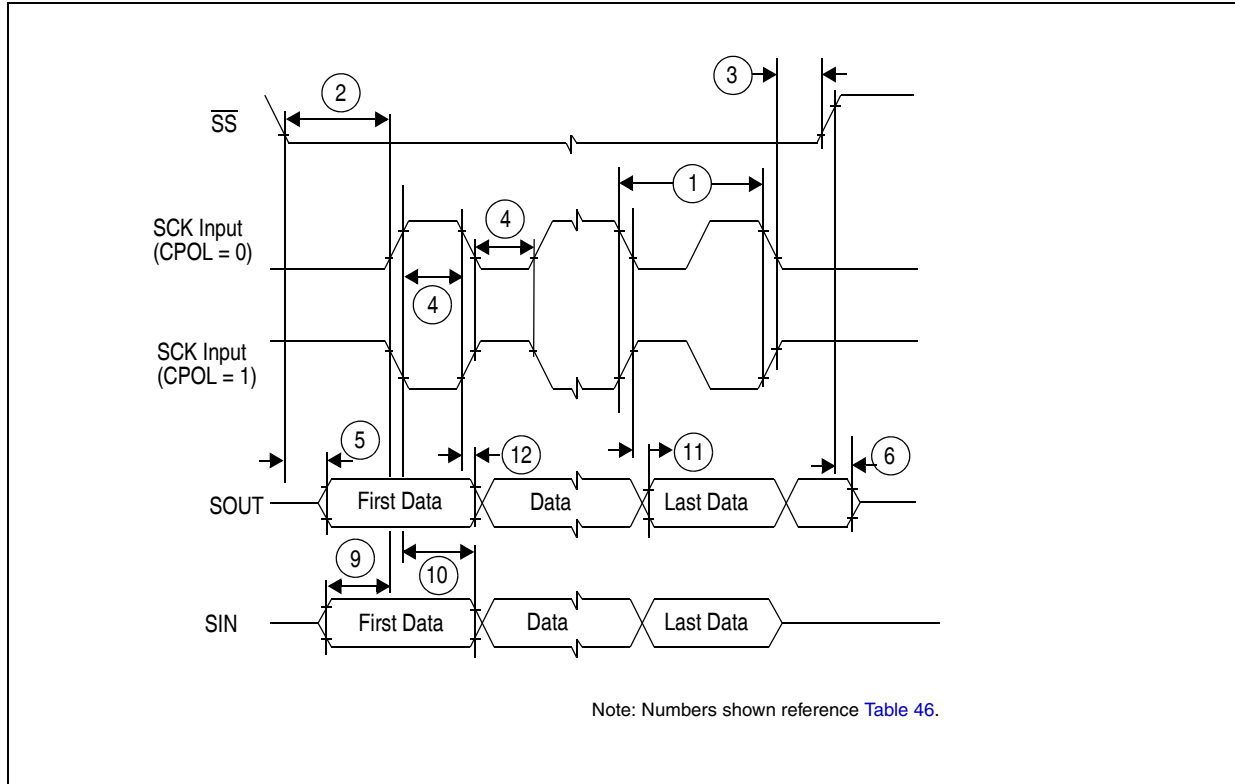 3
2
SS
1
SCK Input
(CPOL = 0)
4
4
SCK Input
(CPOL = 1)
5
12
11
6
SOUT
First Data
Data
Last Data
9
10
SIN
First Data
Data
Last Data
Note: Numbers shown reference Table 46.